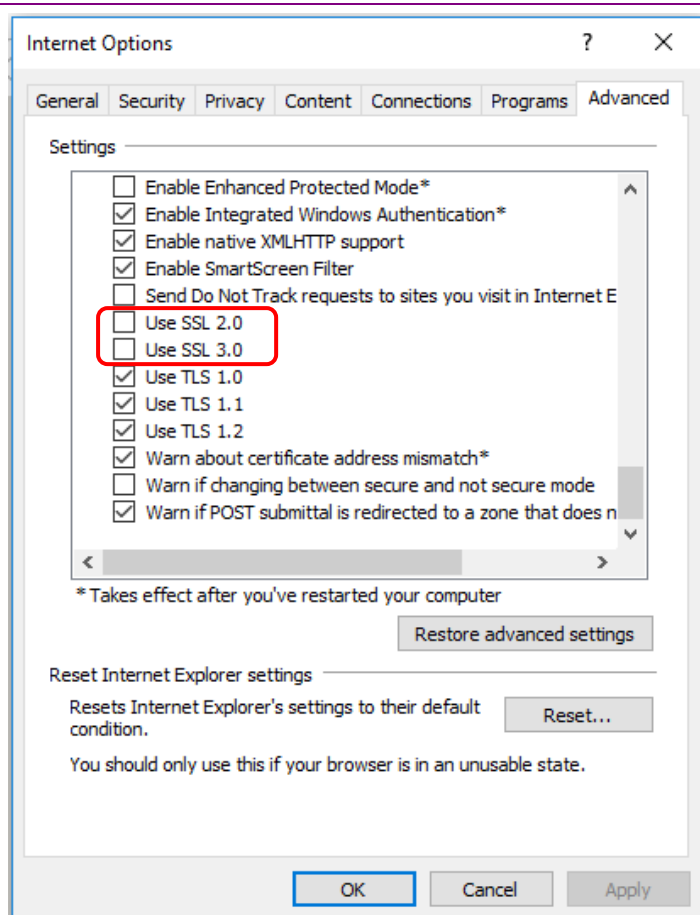 Internet Options ?
General Security Privacy Content Connections Programs Advanced
Settings
Enable Enhanced Protected Mode*
Enable Integrated Windows Authentication*
Enable native XMLHTTP support
Enable SmartScreen Filter
Send Do Not Track requests to sites you visit in Internet E
Use SSL 2.0
Use SSL 3.0
Use TLS 1.0
Use TLS 1.1
Use TLS 1.2
Warn about certificate address mismatch*
Warn if changing between secure and not secure mode
Warn if POST submittal is redirected to a zone that does n
*Takes effect after you've restarted your computer
Restore advanced settings
Reset Internet Explorer settings
Resets Internet Explorer's settings to their default
condition.
Reset...
You should only use this if your browser is in an unusable state.
OK Cancel Apply